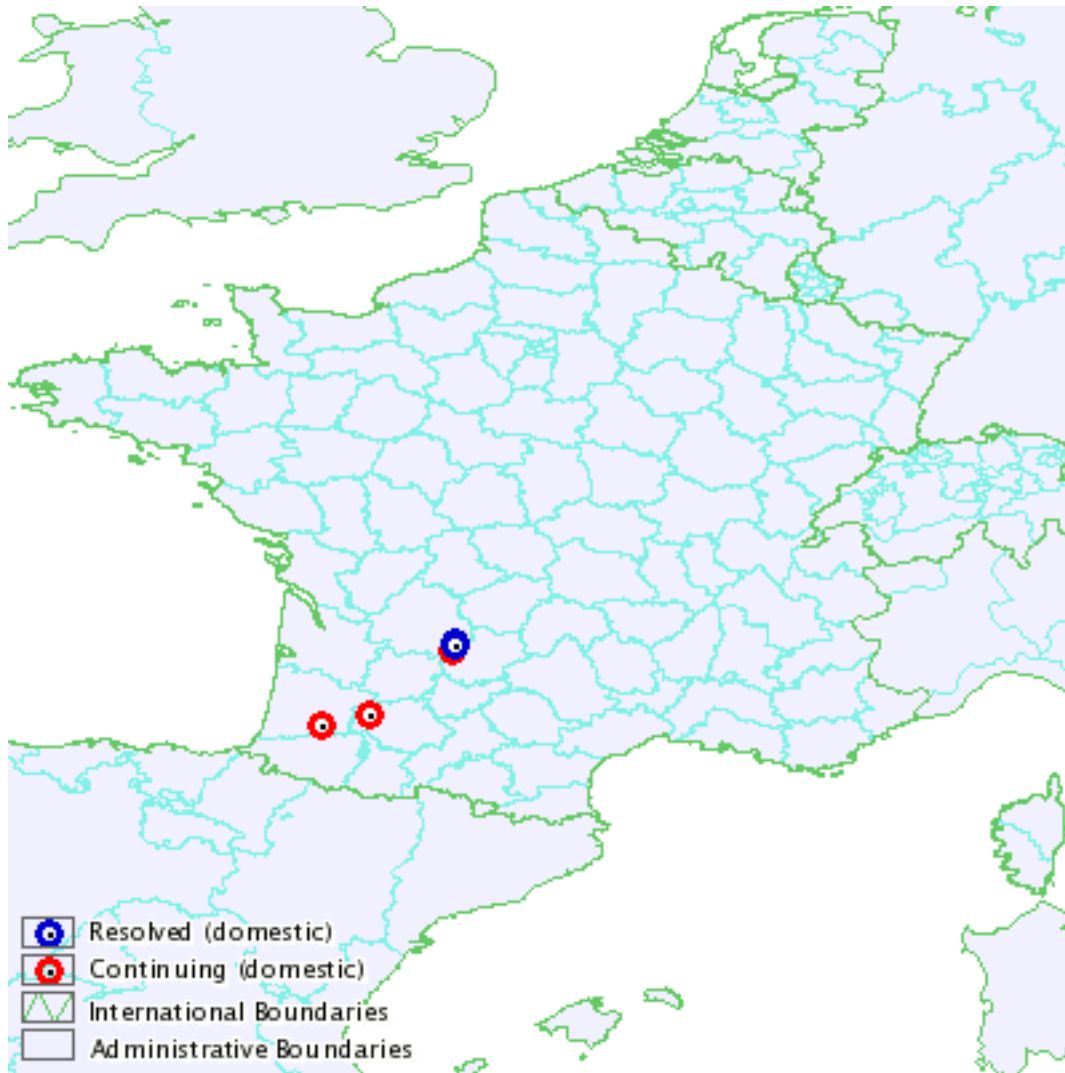 Resolved (domestic)
Continuing (domestic)
International Boundaries
Administrative Boundaries